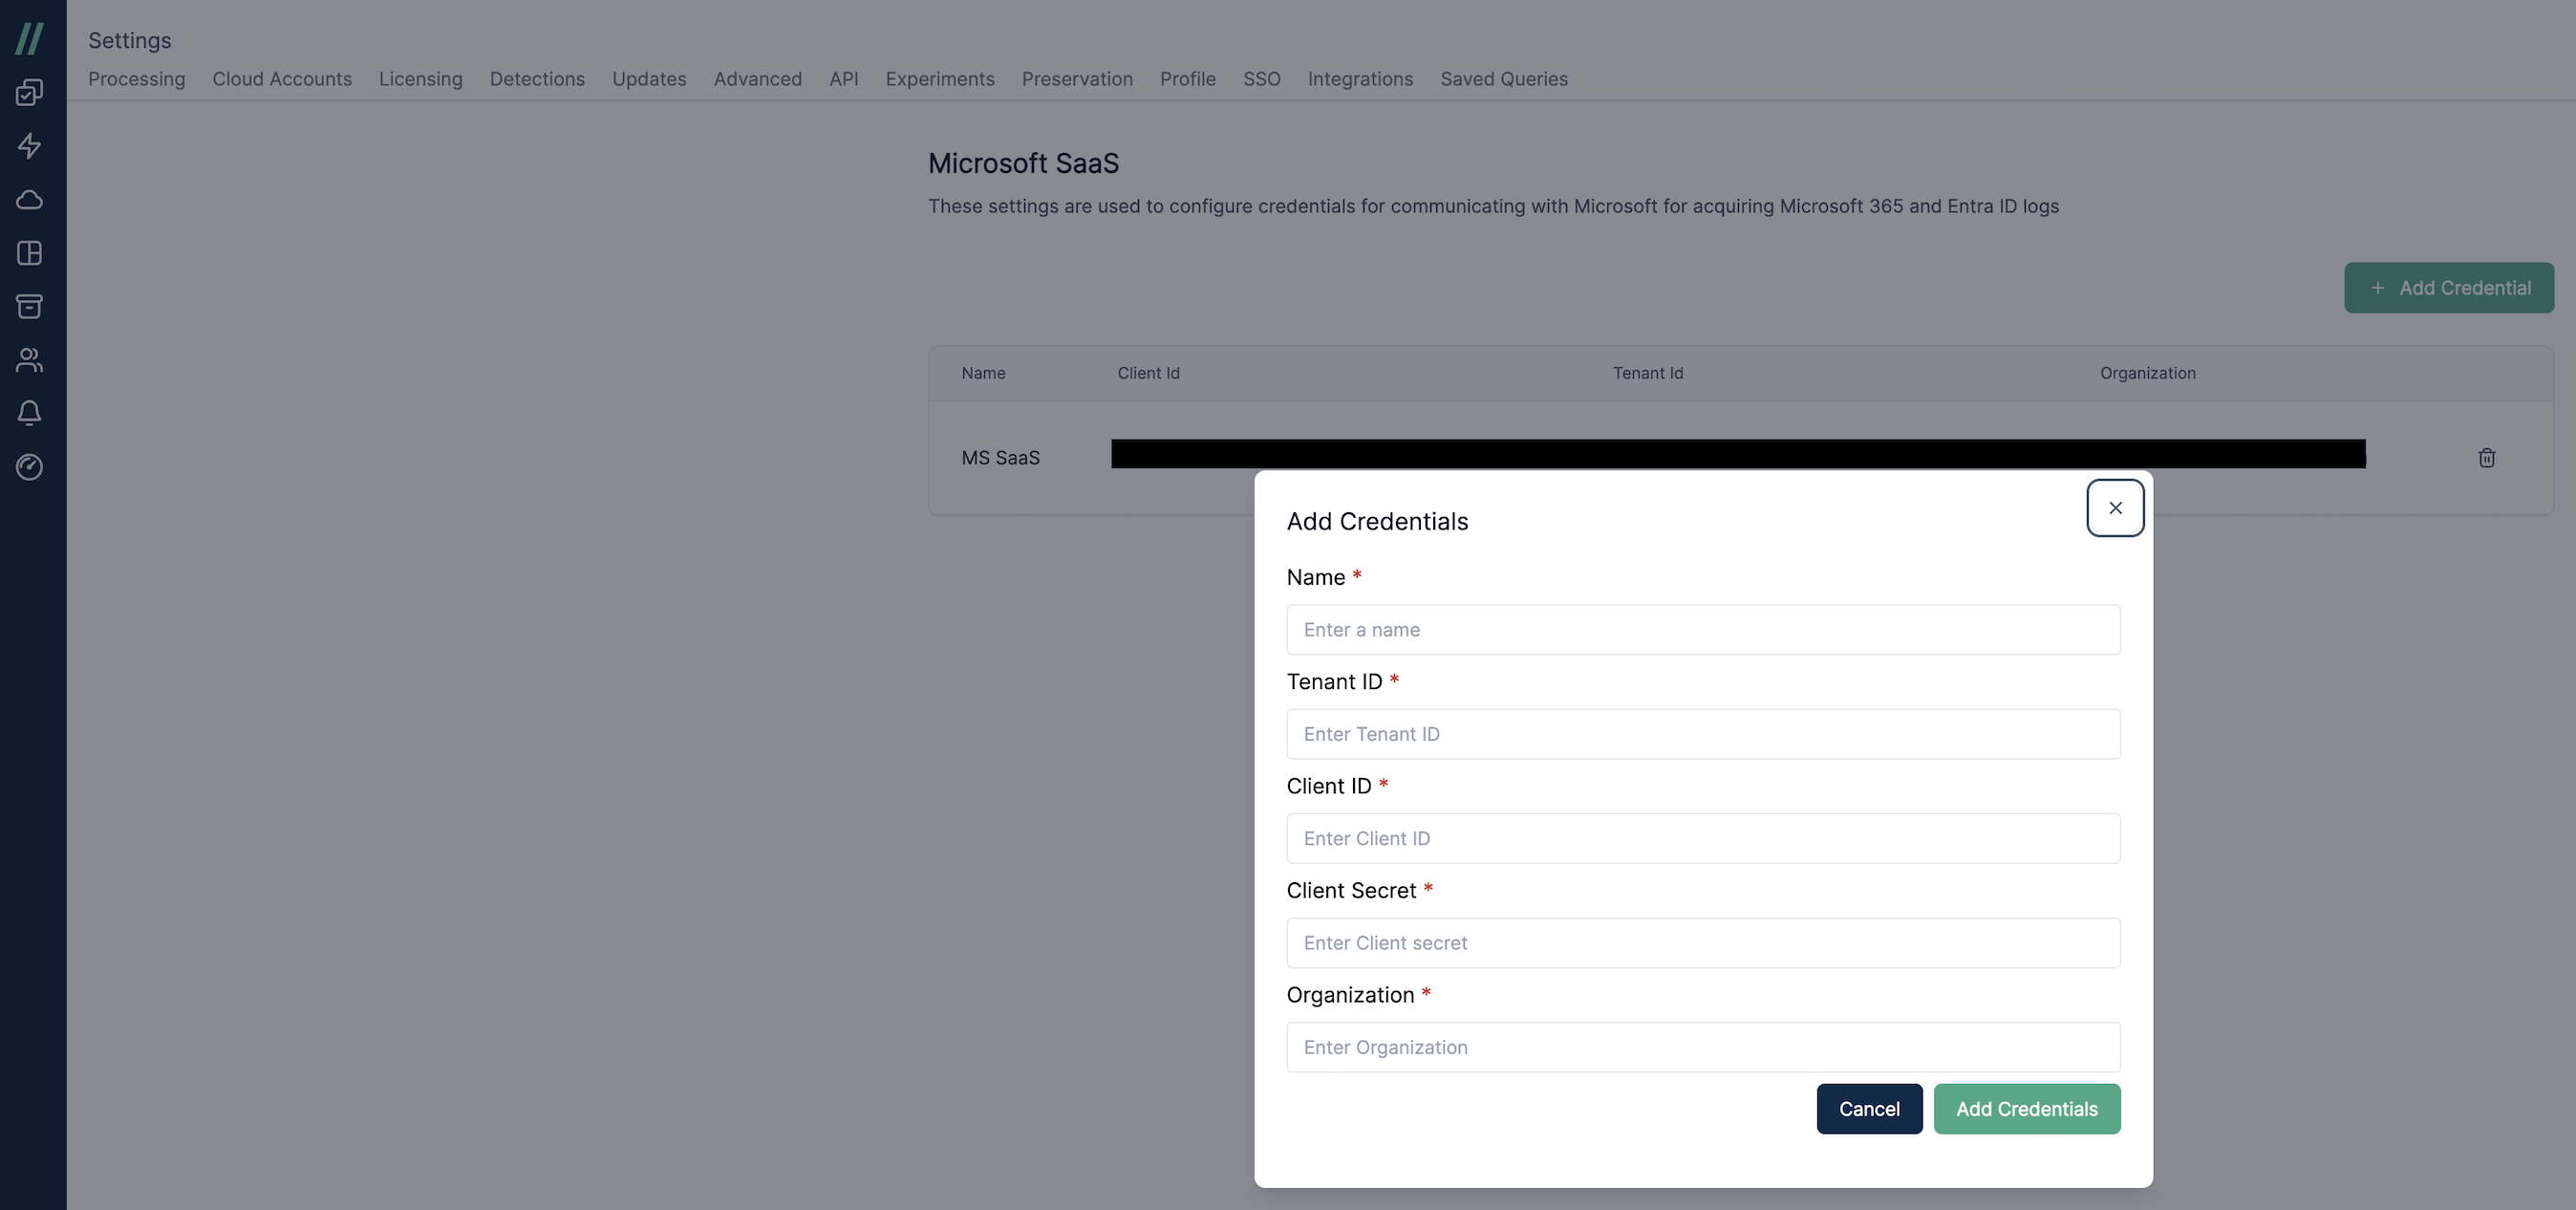 Settings
Processing Cloud Accounts Licensing Detections Updates Advanced API Experiments Preservation Profile SSO Integrations Saved Queries
Microsoft SaaS
These settings are used to configure credentials for communicating with Microsoft for acquiring Microsoft 365 and Entra ID logs
+ Add Credential
Name Client Id Tenant Id Organization
MS SaaS
Add Credentials
Name *
Enter a name
Tenant ID *
Enter Tenant ID
Client ID *
Enter Client ID
Client Secret *
Enter Client secret
Organization *
Enter Organization
Cancel Add Credentials